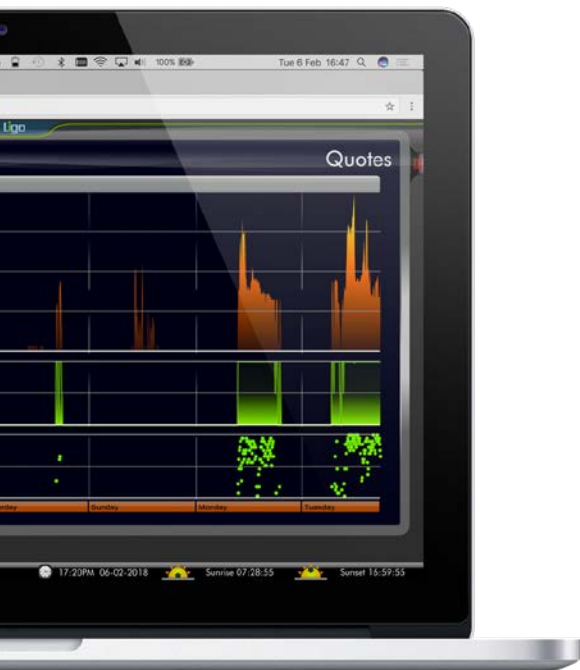 100% Tue 6 Feb 16:47
Ligo
Quotes
rday Sunday Monday Tuesday
17:20PM 06-02-2018 Sunrise 07:28:55 Sunset 16:59:55